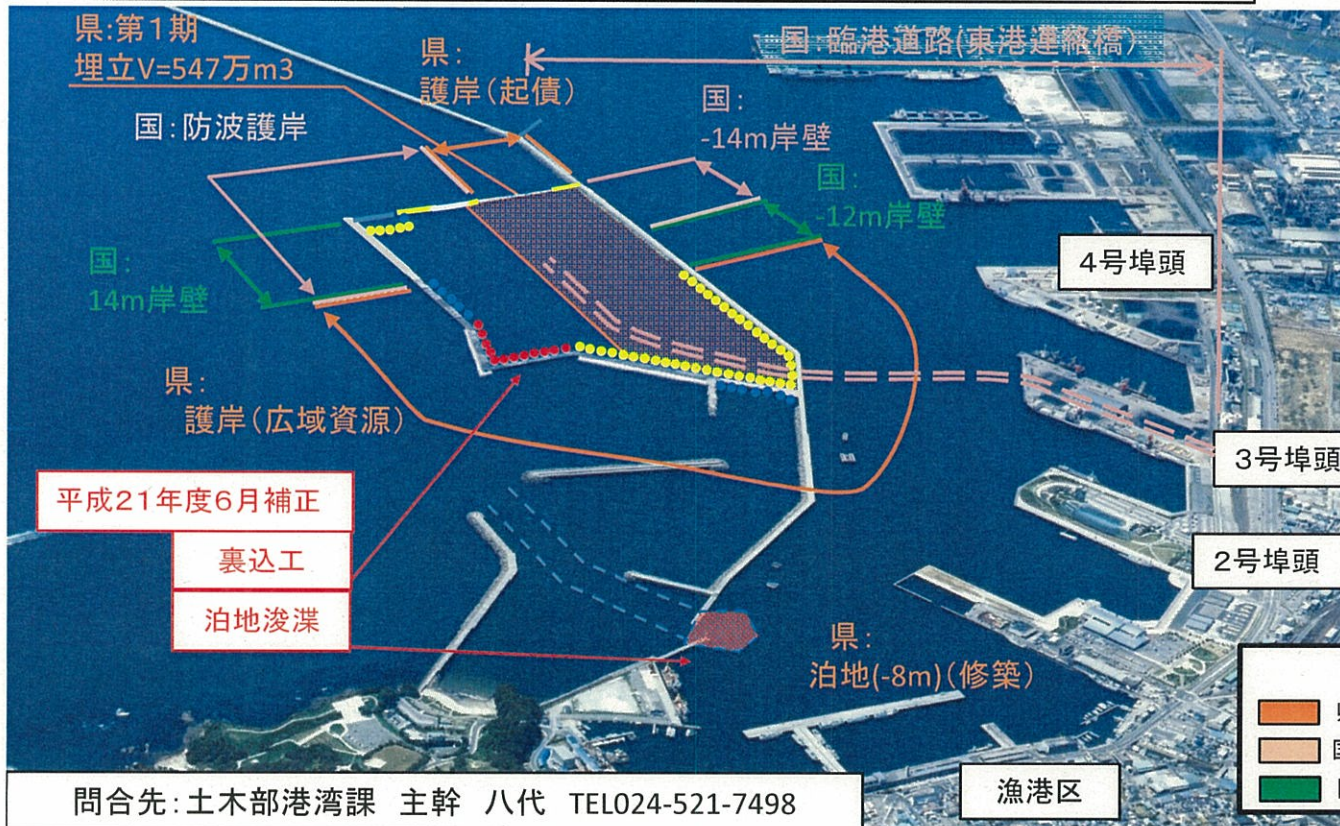 県:第1期
埋立V=547万m3
県:
護岸(起債)
国:臨港道路(東港連絡橋)
国:防波護岸
国:
-14m岸壁
国:
-12m岸壁
4号埠頭
国:
14m岸壁
県:
護岸(広域資源)
3号埠頭
平成21年度6月補正
裏込工
泊地浚渫
2号埠頭
県:
泊地(-8m)(修築)
国
漁港区
問合先:土木部港湾課 主幹 八代 TEL024-521-7498